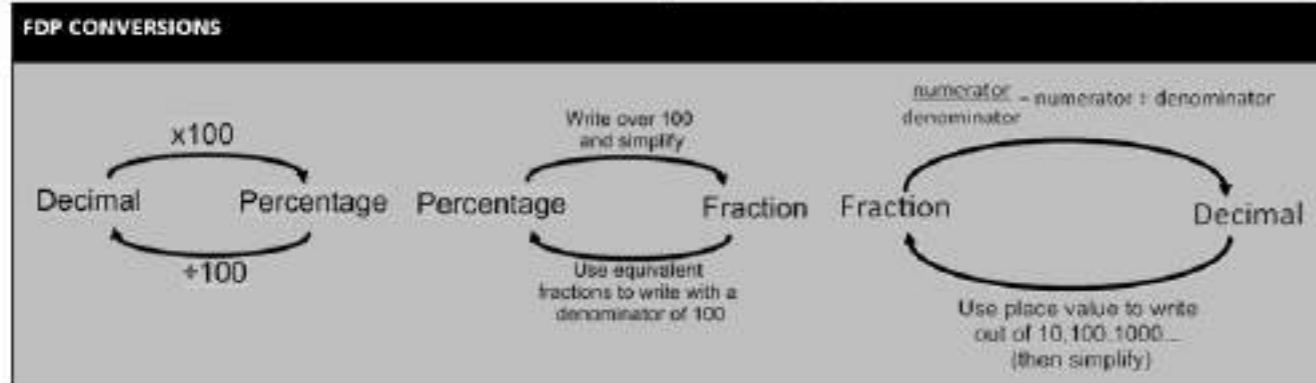 FDP CONVERSIONS
x100
Decimal
Percentage
÷100
Write over 100
and simplify
Percentage
Fraction
Use equivalent
fractions to write with a
denominator of 100
numerator
denominator
= numerator ÷ denominator
Fraction
Decimal
Use place value to write
out of 10,100,1000...
(then simplify)